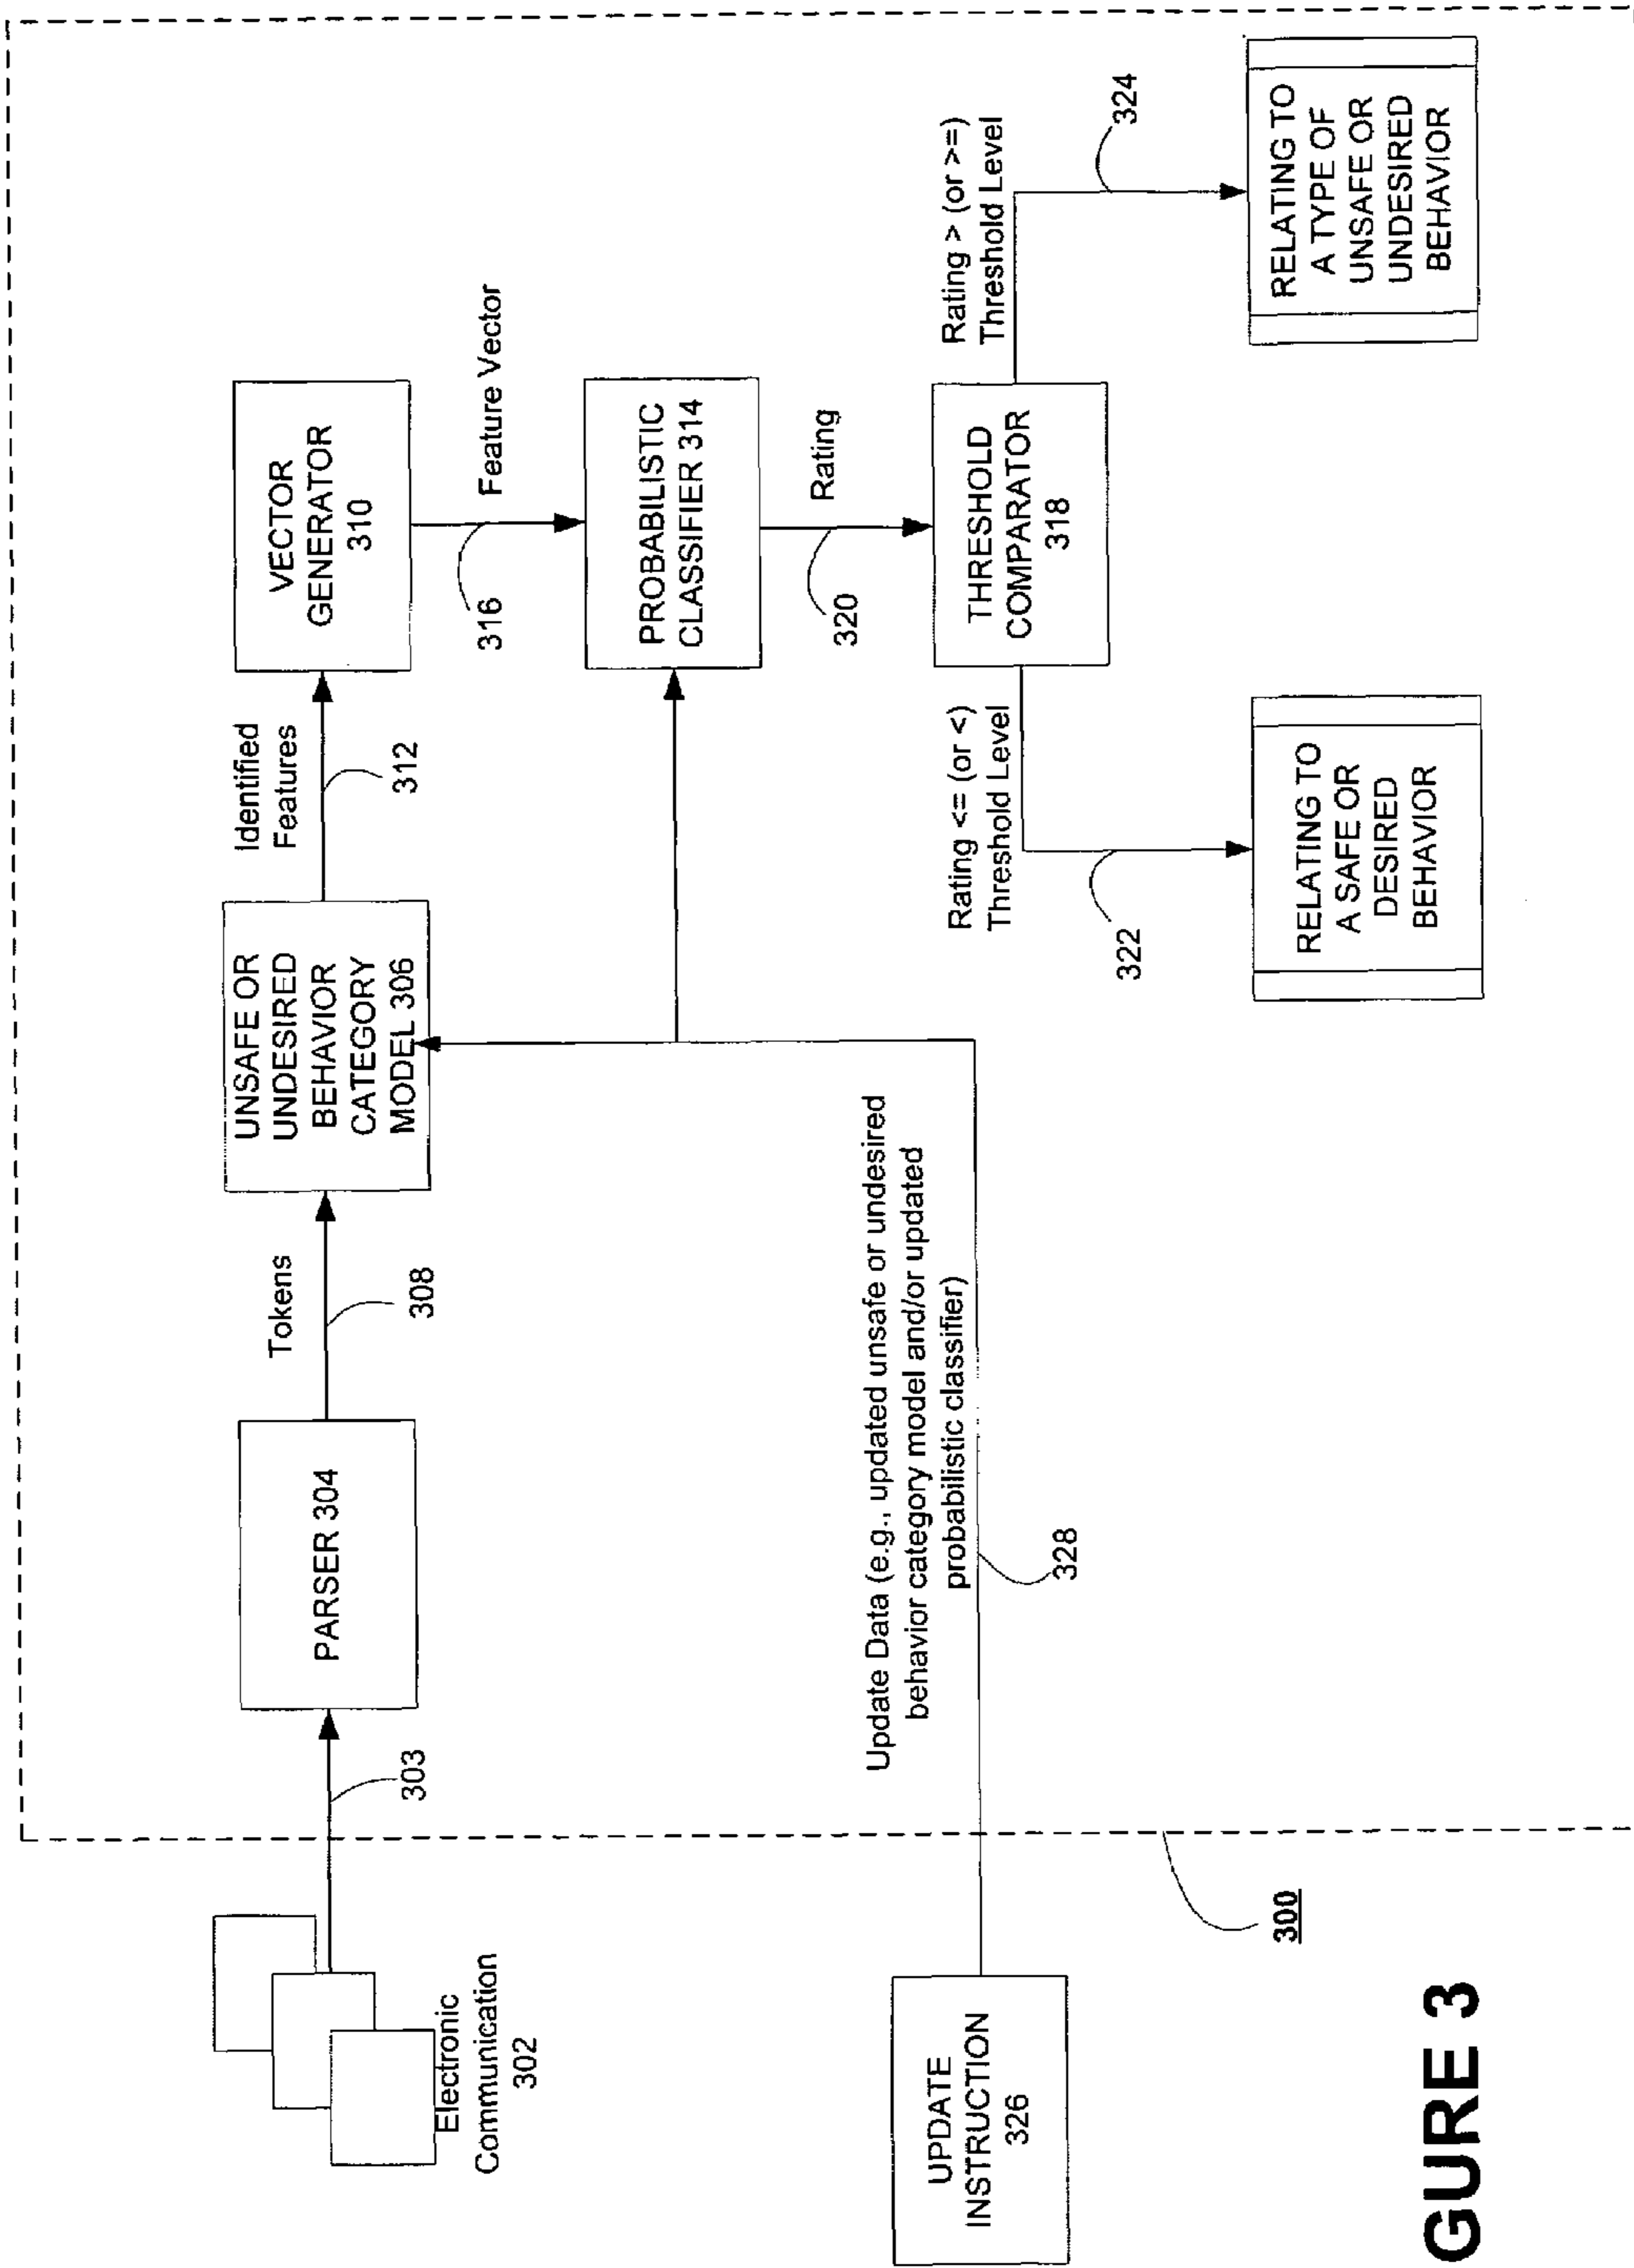 Electronic
Communication
302
303
PARSER 304
Tokens
308
UNSAFE OR
UNDESIRED
BEHAVIOR
CATEGORY
MODEL 306
Identified
Features
312
VECTOR
GENERATOR
310
316
Feature Vector
PROBABILISTIC
CLASSIFIER 314
320
Rating
THRESHOLD
COMPARATOR
318
Rating <= (or <)
Threshold Level
322
RELATING TO
A SAFE OR
DESIRED
BEHAVIOR
Rating > (or >=)
Threshold Level
324
RELATING TO
A TYPE OF
UNSAFE OR
UNDESIRED
BEHAVIOR
UPDATE
INSTRUCTION
326
Update Data (e.g., updated unsafe or undesired
behavior category model and/or updated
probabilistic classifier)
328
300
GURE 3